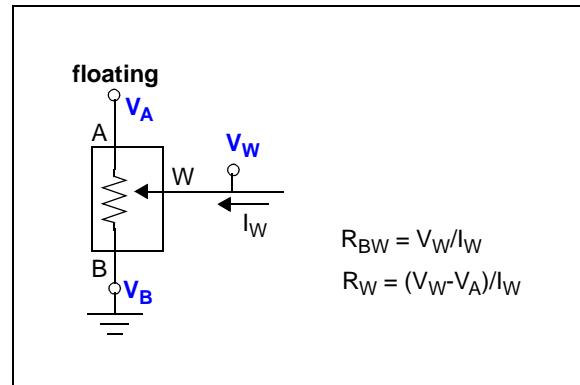 floating
V_A
A
V_W
W
I_W
B
V_B
R_BW = V_W/I_W
R_W = (V_W-V_A)/I_W